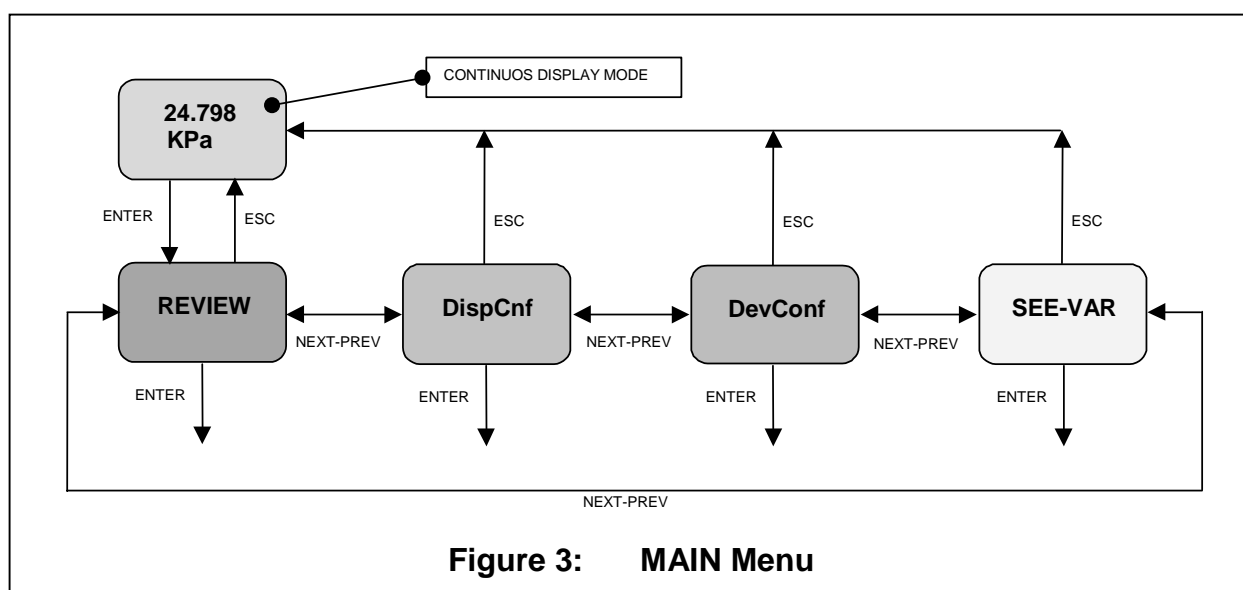 CONTINUOS DISPLAY MODE
24.798
KPa
ENTER
ESC
ESC
ESC
ESC
REVIEW
DispCnf
DevConf
SEE-VAR
NEXT-PREV
NEXT-PREV
NEXT-PREV
ENTER
ENTER
ENTER
ENTER
NEXT-PREV
Figure 3: MAIN Menu